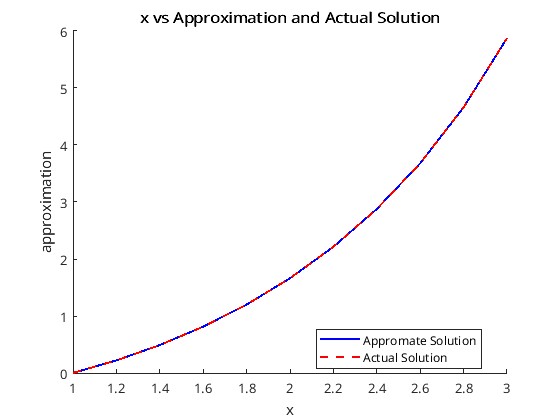 x vs Approximation and Actual Solution
6
5
4
3
2
1
0
approximation
Appromate Solution
Actual Solution
1 1.2 1.4 1.6 1.8 2 2.2 2.4 2.6 2.8 3
x